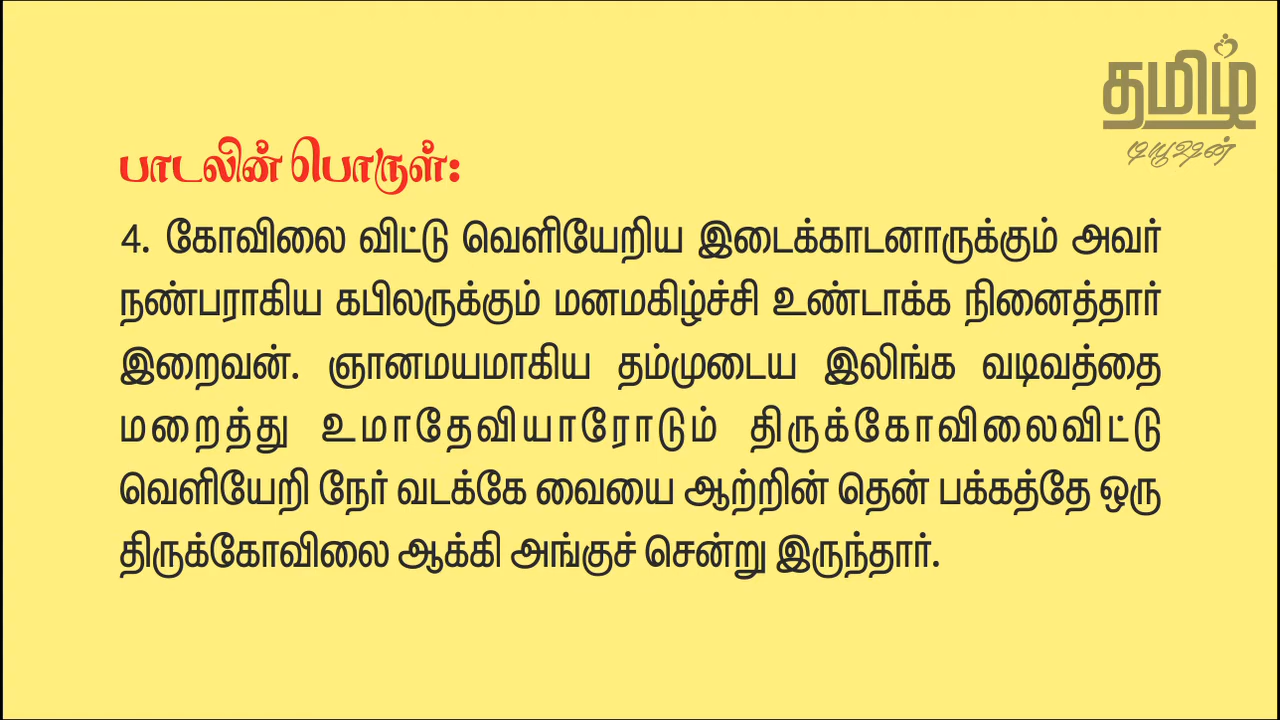 தமிழ்
டியூஷன்
பாடலின் பொருள்:
4. கோவிலை விட்டு வெளியேறிய இடைக்காடனாருக்கும் அவர்
நண்பராகிய கபிலருக்கும் மனமகிழ்ச்சி உண்டாக்க நினைத்தார்
இறைவன். ஞானமயமாகிய தம்முடைய இலிங்க வடிவத்தை
மறைத்து உமாதேவியாரோடும் திருக்கோவிலைவிட்டு
வெளியேறி நேர் வடக்கே வையை ஆற்றின் தென் பக்கத்தே ஒரு
திருக்கோவிலை ஆக்கி அங்குச் சென்று இருந்தார்.